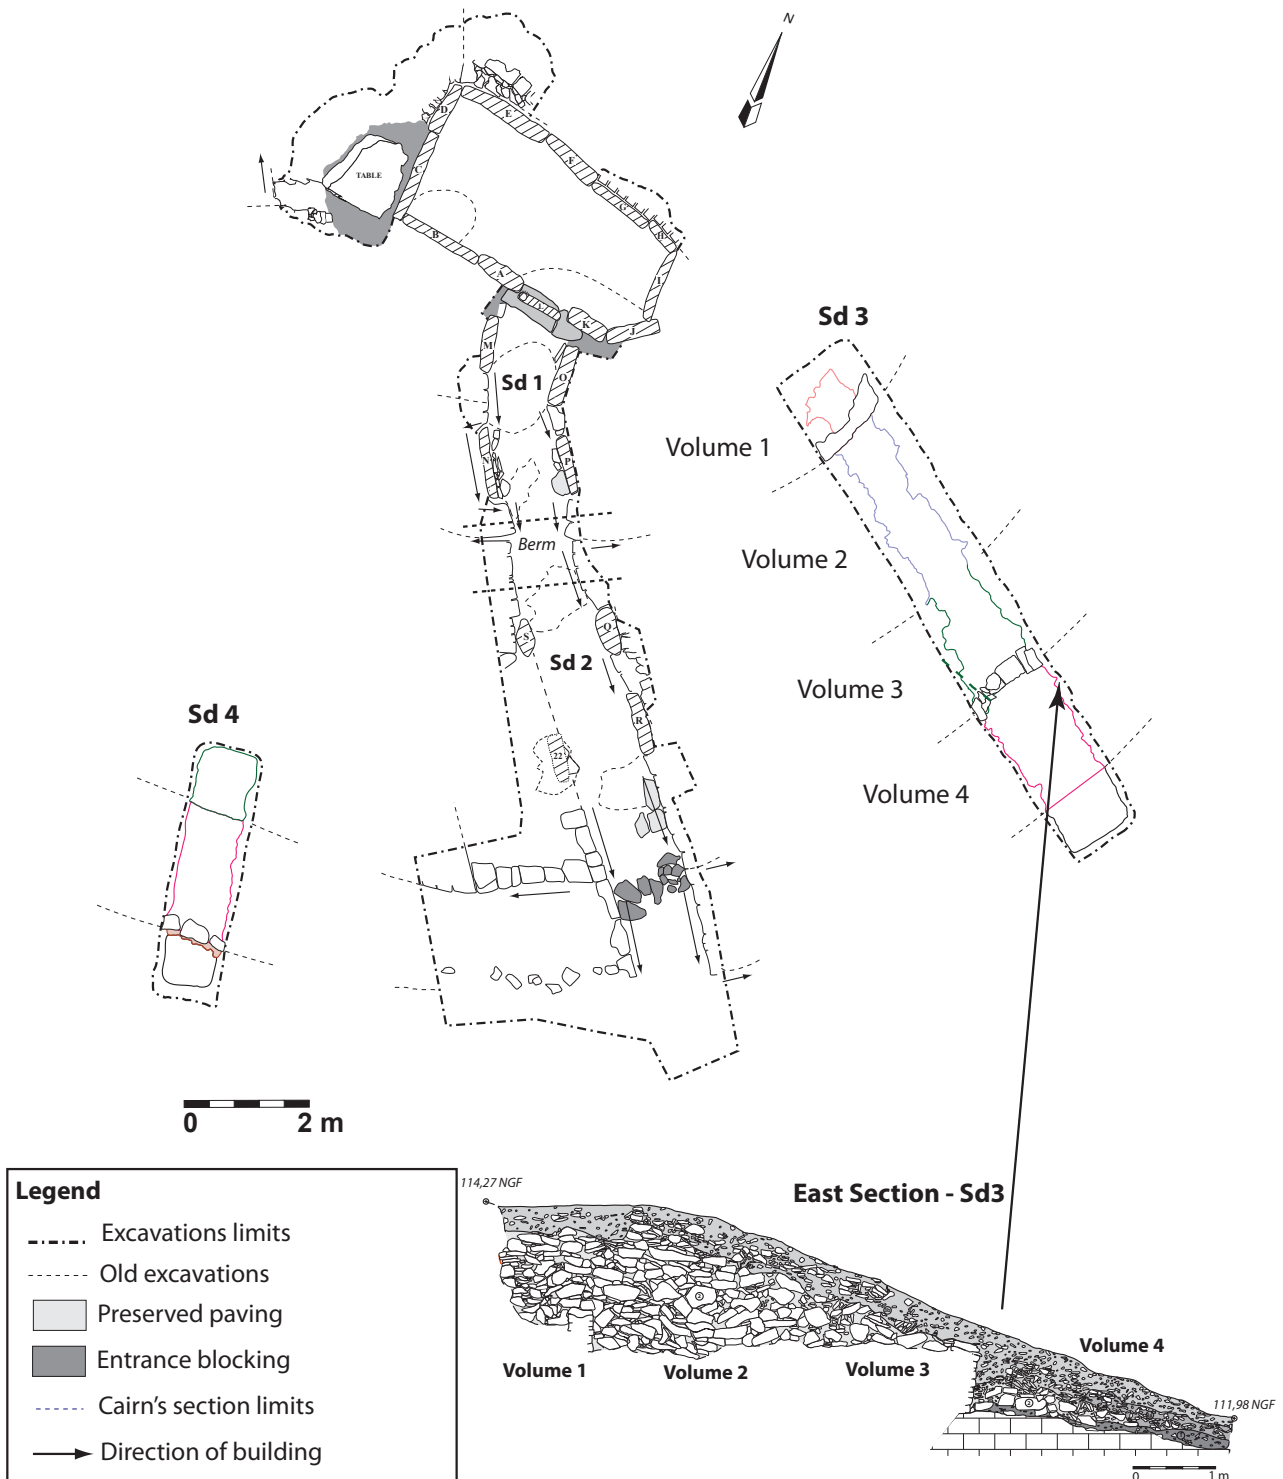 N
D
E
TABLE
C
F
G
H
B
A
I
K
J
M
Sd 1
O
Sd 3
Volume 1
N
P
Berm
Volume 2
S
Q
Sd 2
Volume 3
Sd 4
R
22
Volume 4
0 2 m
Legend
Excavations limits
Old excavations
Preserved paving
Entrance blocking
Cairn's section limits
Direction of building
114,27 NGF
East Section - Sd3
2
Volume 1
Volume 2
Volume 3
Volume 4
2
111,98 NGF
0 1 m